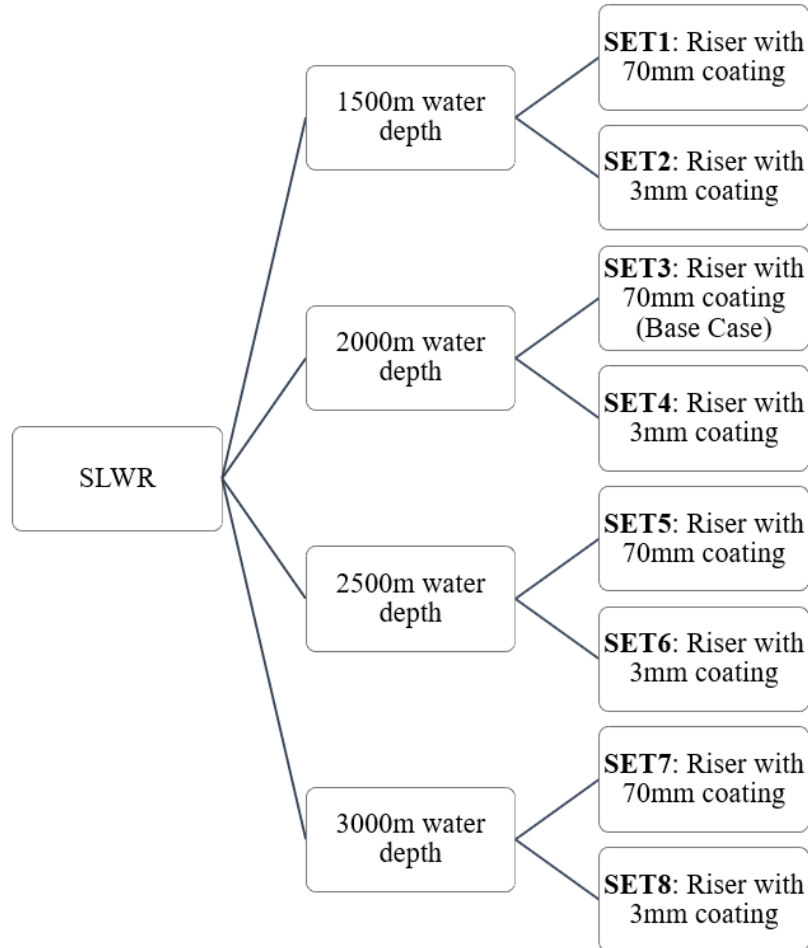 SET1: Riser with
70mm coating
1500m water
depth
SET2: Riser with
3mm coating
SET3: Riser with
70mm coating
(Base Case)
2000m water
depth
SET4: Riser with
3mm coating
SLWR
SET5: Riser with
70mm coating
2500m water
depth
SET6: Riser with
3mm coating
SET7: Riser with
70mm coating
3000m water
depth
SET8: Riser with
3mm coating